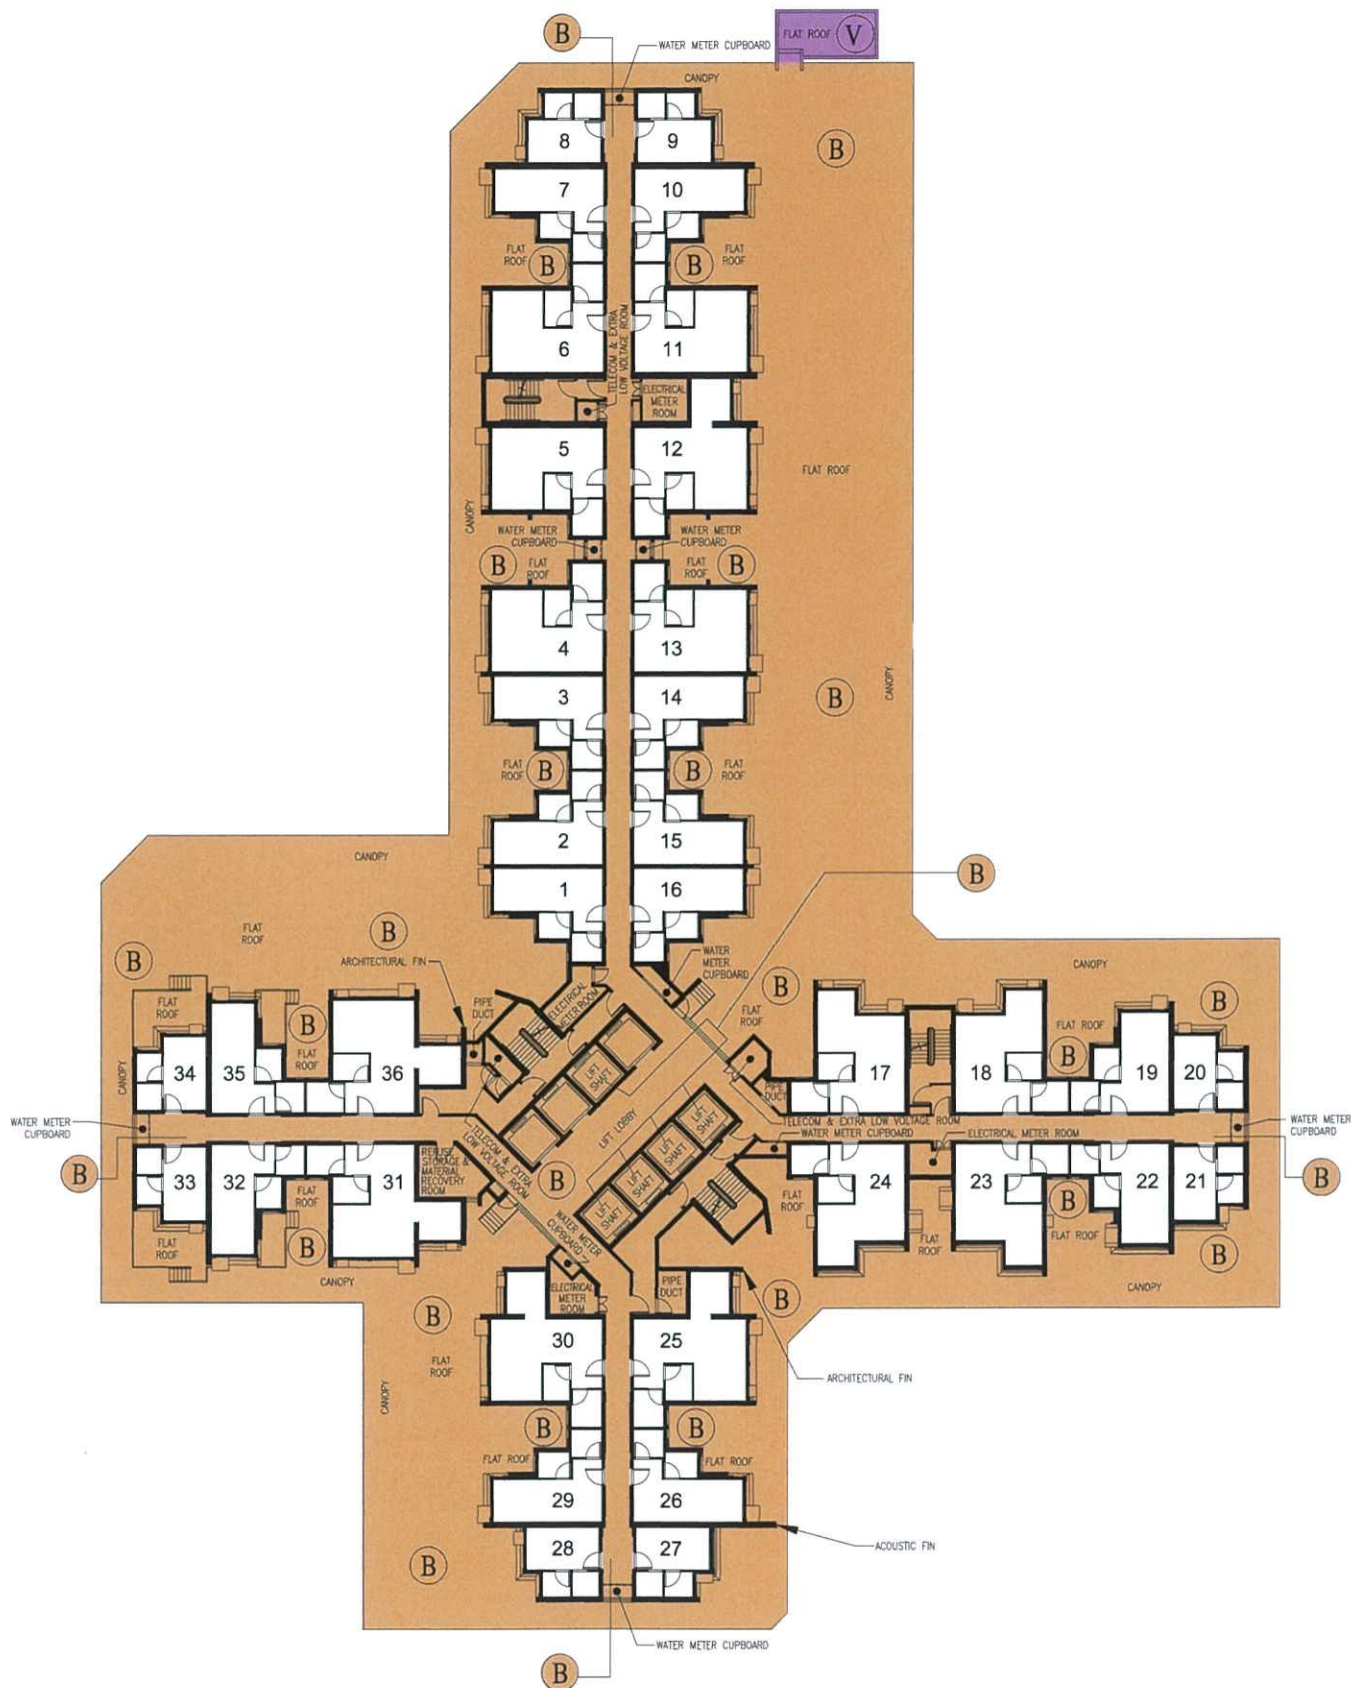 B
WATER METER CUPBOARD
FLAT ROOF V
CANOPY
8
9
B
7
10
FLAT
ROOF
B
B
FLAT
ROOF
6
TELECOM & EXTRA
LOW VOLTAGE ROOM
11
ELECTRICAL
METER
ROOM
5
12
FLAT ROOF
CANOPY
WATER METER
CUPBOARD
WATER METER
CUPBOARD
B
FLAT
ROOF
FLAT
ROOF
B
4
13
CANOPY
3
14
B
FLAT
ROOF
B
B
FLAT
ROOF
2
15
CANOPY
B
1
16
FLAT
ROOF
B
ARCHITECTURAL FIN
B
WATER
METER
CUPBOARD
CANOPY
FLAT
ROOF
B
FLAT
ROOF
PIPE
DUCT
ELECTRICAL
METER ROOM
B
FLAT
ROOF
FLAT ROOF
B
B
CANOPY
34
35
36
LIFT
SHAFT
LIFT
SHAFT
PIPE
DUCT
17
18
19
20
WATER METER
CUPBOARD
TELECOM & EXTRA LOW VOLTAGE ROOM
WATER METER
CUPBOARD
LIFT LOBBY
LIFT
SHAFT
LIFT
SHAFT
LIFT
SHAFT
LIFT
SHAFT
WATER METER CUPBOARD
ELECTRICAL METER ROOM
B
TELECOM & EXTRA
LOW VOLTAGE ROOM
REFUSE
STORAGE &
MATERIAL
RECOVERY
ROOM
B
B
33
32
31
24
23
22
21
FLAT
ROOF
FLAT
ROOF
B
FLAT
ROOF
B
WATER METER
CUPBOARD
FLAT
ROOF
FLAT ROOF
B
CANOPY
ELECTRICAL
METER
ROOM
PIPE
DUCT
B
CANOPY
B
30
25
FLAT
ROOF
ARCHITECTURAL FIN
CANOPY
B
B
FLAT ROOF
FLAT ROOF
29
26
28
27
ACOUSTIC FIN
B
WATER METER CUPBOARD
B